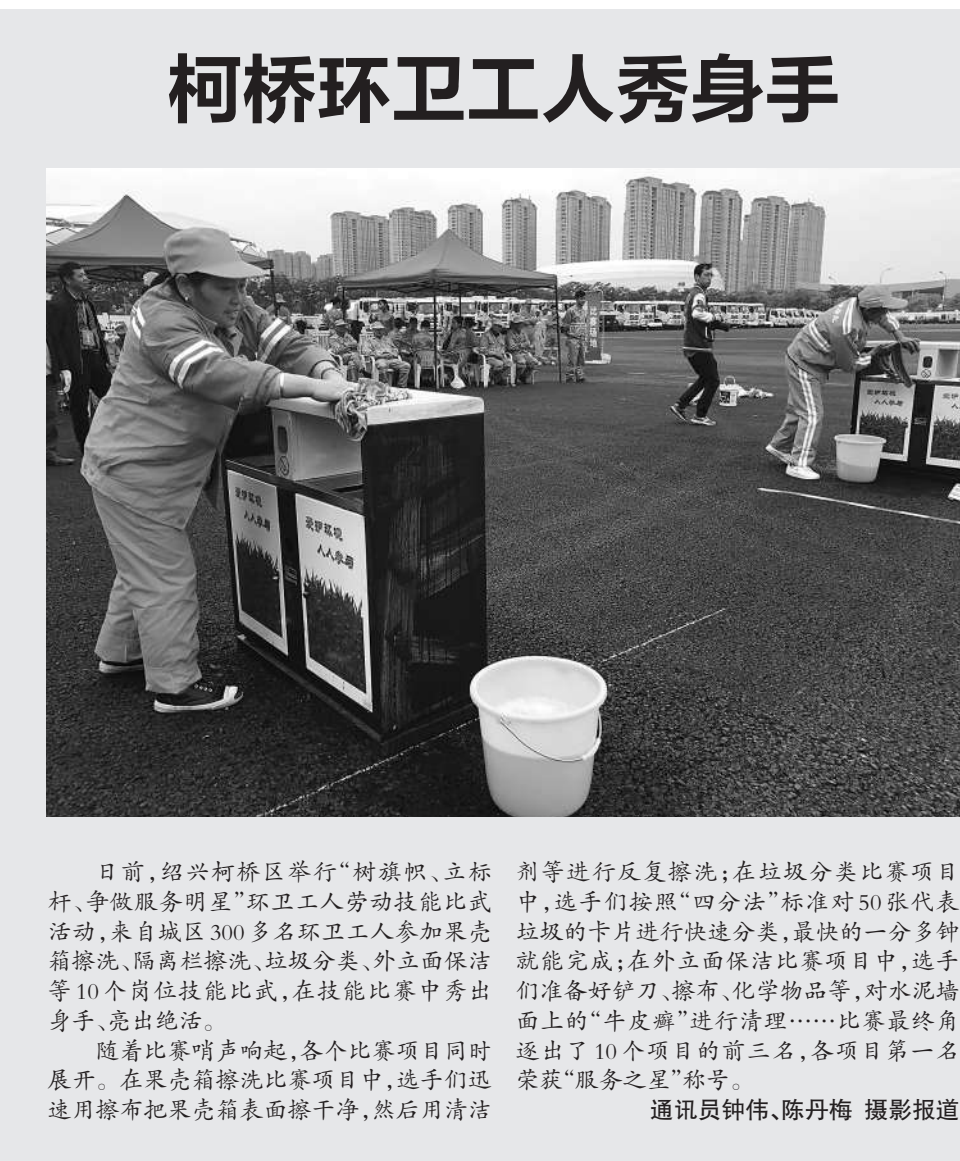 柯桥环卫工人秀身手
爱护环境
人人参与
爱护环境
人人参与
爱护环境
人人参与
日前,绍兴柯桥区举行“树旗帜、立标
杆、争做服务明星”环卫工人劳动技能比武
活动,来自城区300多名环卫工人参加果壳
箱擦洗、隔离栏擦洗、垃圾分类、外立面保洁
等10个岗位技能比武,在技能比赛中秀出
身手、亮出绝活。
随着比赛哨声响起,各个比赛项目同时
展开。在果壳箱擦洗比赛项目中,选手们迅
速用擦布把果壳箱表面擦干净,然后用清洁
剂等进行反复擦洗;在垃圾分类比赛项目
中,选手们按照“四分法”标准对50张代表
垃圾的卡片进行快速分类,最快的一分多钟
就能完成;在外立面保洁比赛项目中,选手
们准备好铲刀、擦布、化学物品等,对水泥墙
面上的“牛皮癣”进行清理……比赛最终角
逐出了10个项目的前三名,各项目第一名
荣获“服务之星”称号。
通讯员钟伟、陈丹梅 摄影报道